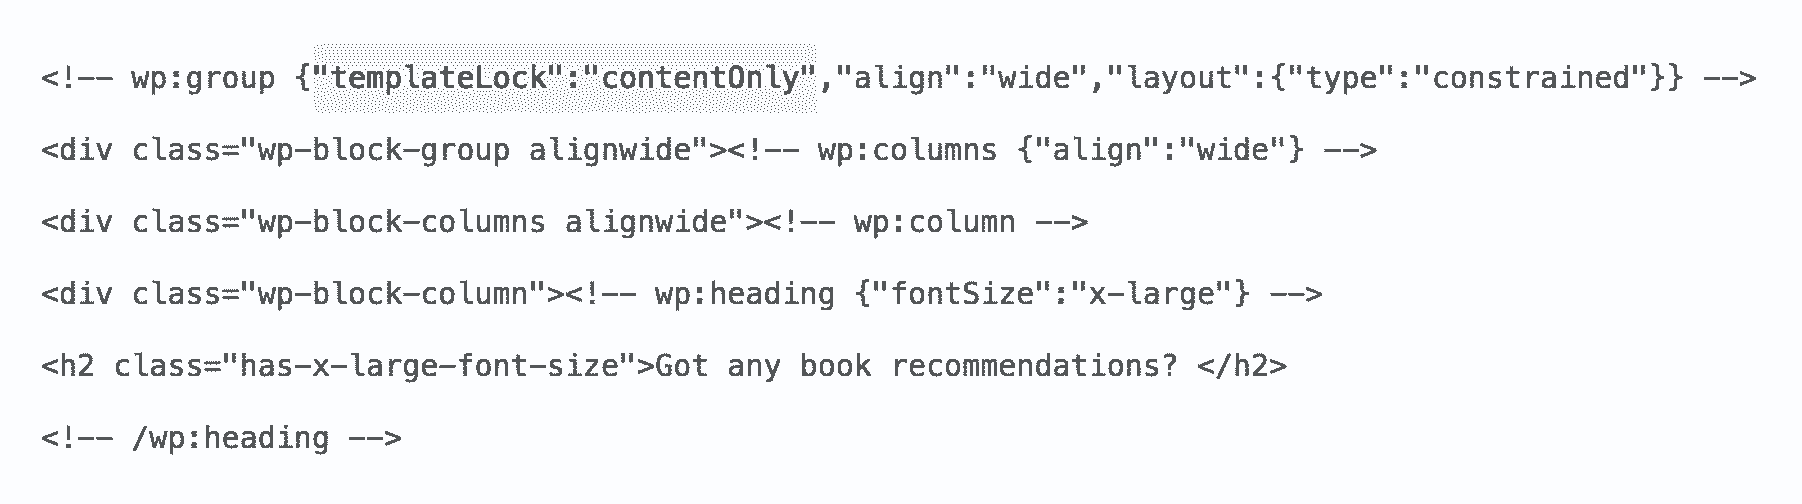 <!-- wp:group {"templateLock":"contentOnly","align":"wide","layout":{"type":"constrained"}} -->
<div class="wp-block-group alignwide"><!-- wp:columns {"align":"wide"} -->
<div class="wp-block-columns alignwide"><!-- wp:column -->
<div class="wp-block-column"><!-- wp:heading {"fontSize":"x-large"} -->
<h2 class="has-x-large-font-size">Got any book recommendations? </h2>
<!-- /wp:heading -->